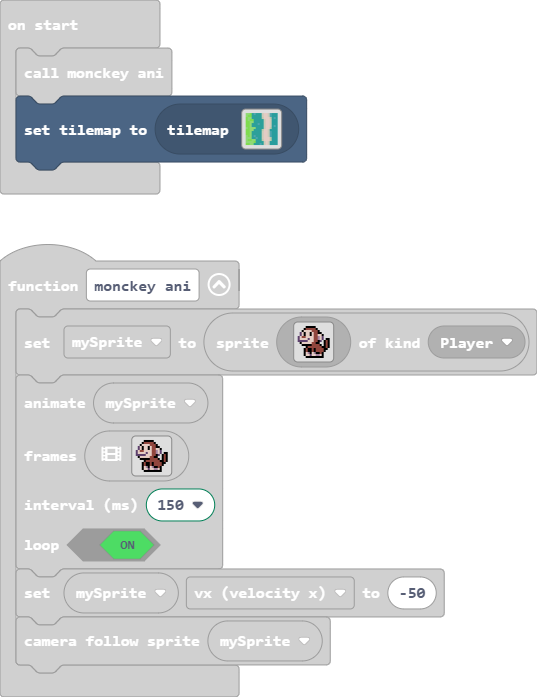 on start
call monckey ani
set tilemap to tilemap
function monckey ani
set mySprite to sprite of kind Player
animate mySprite
frames
interval (ms) 150
loop ON
set mySprite vx (velocity x) to -50
camera follow sprite mySprite